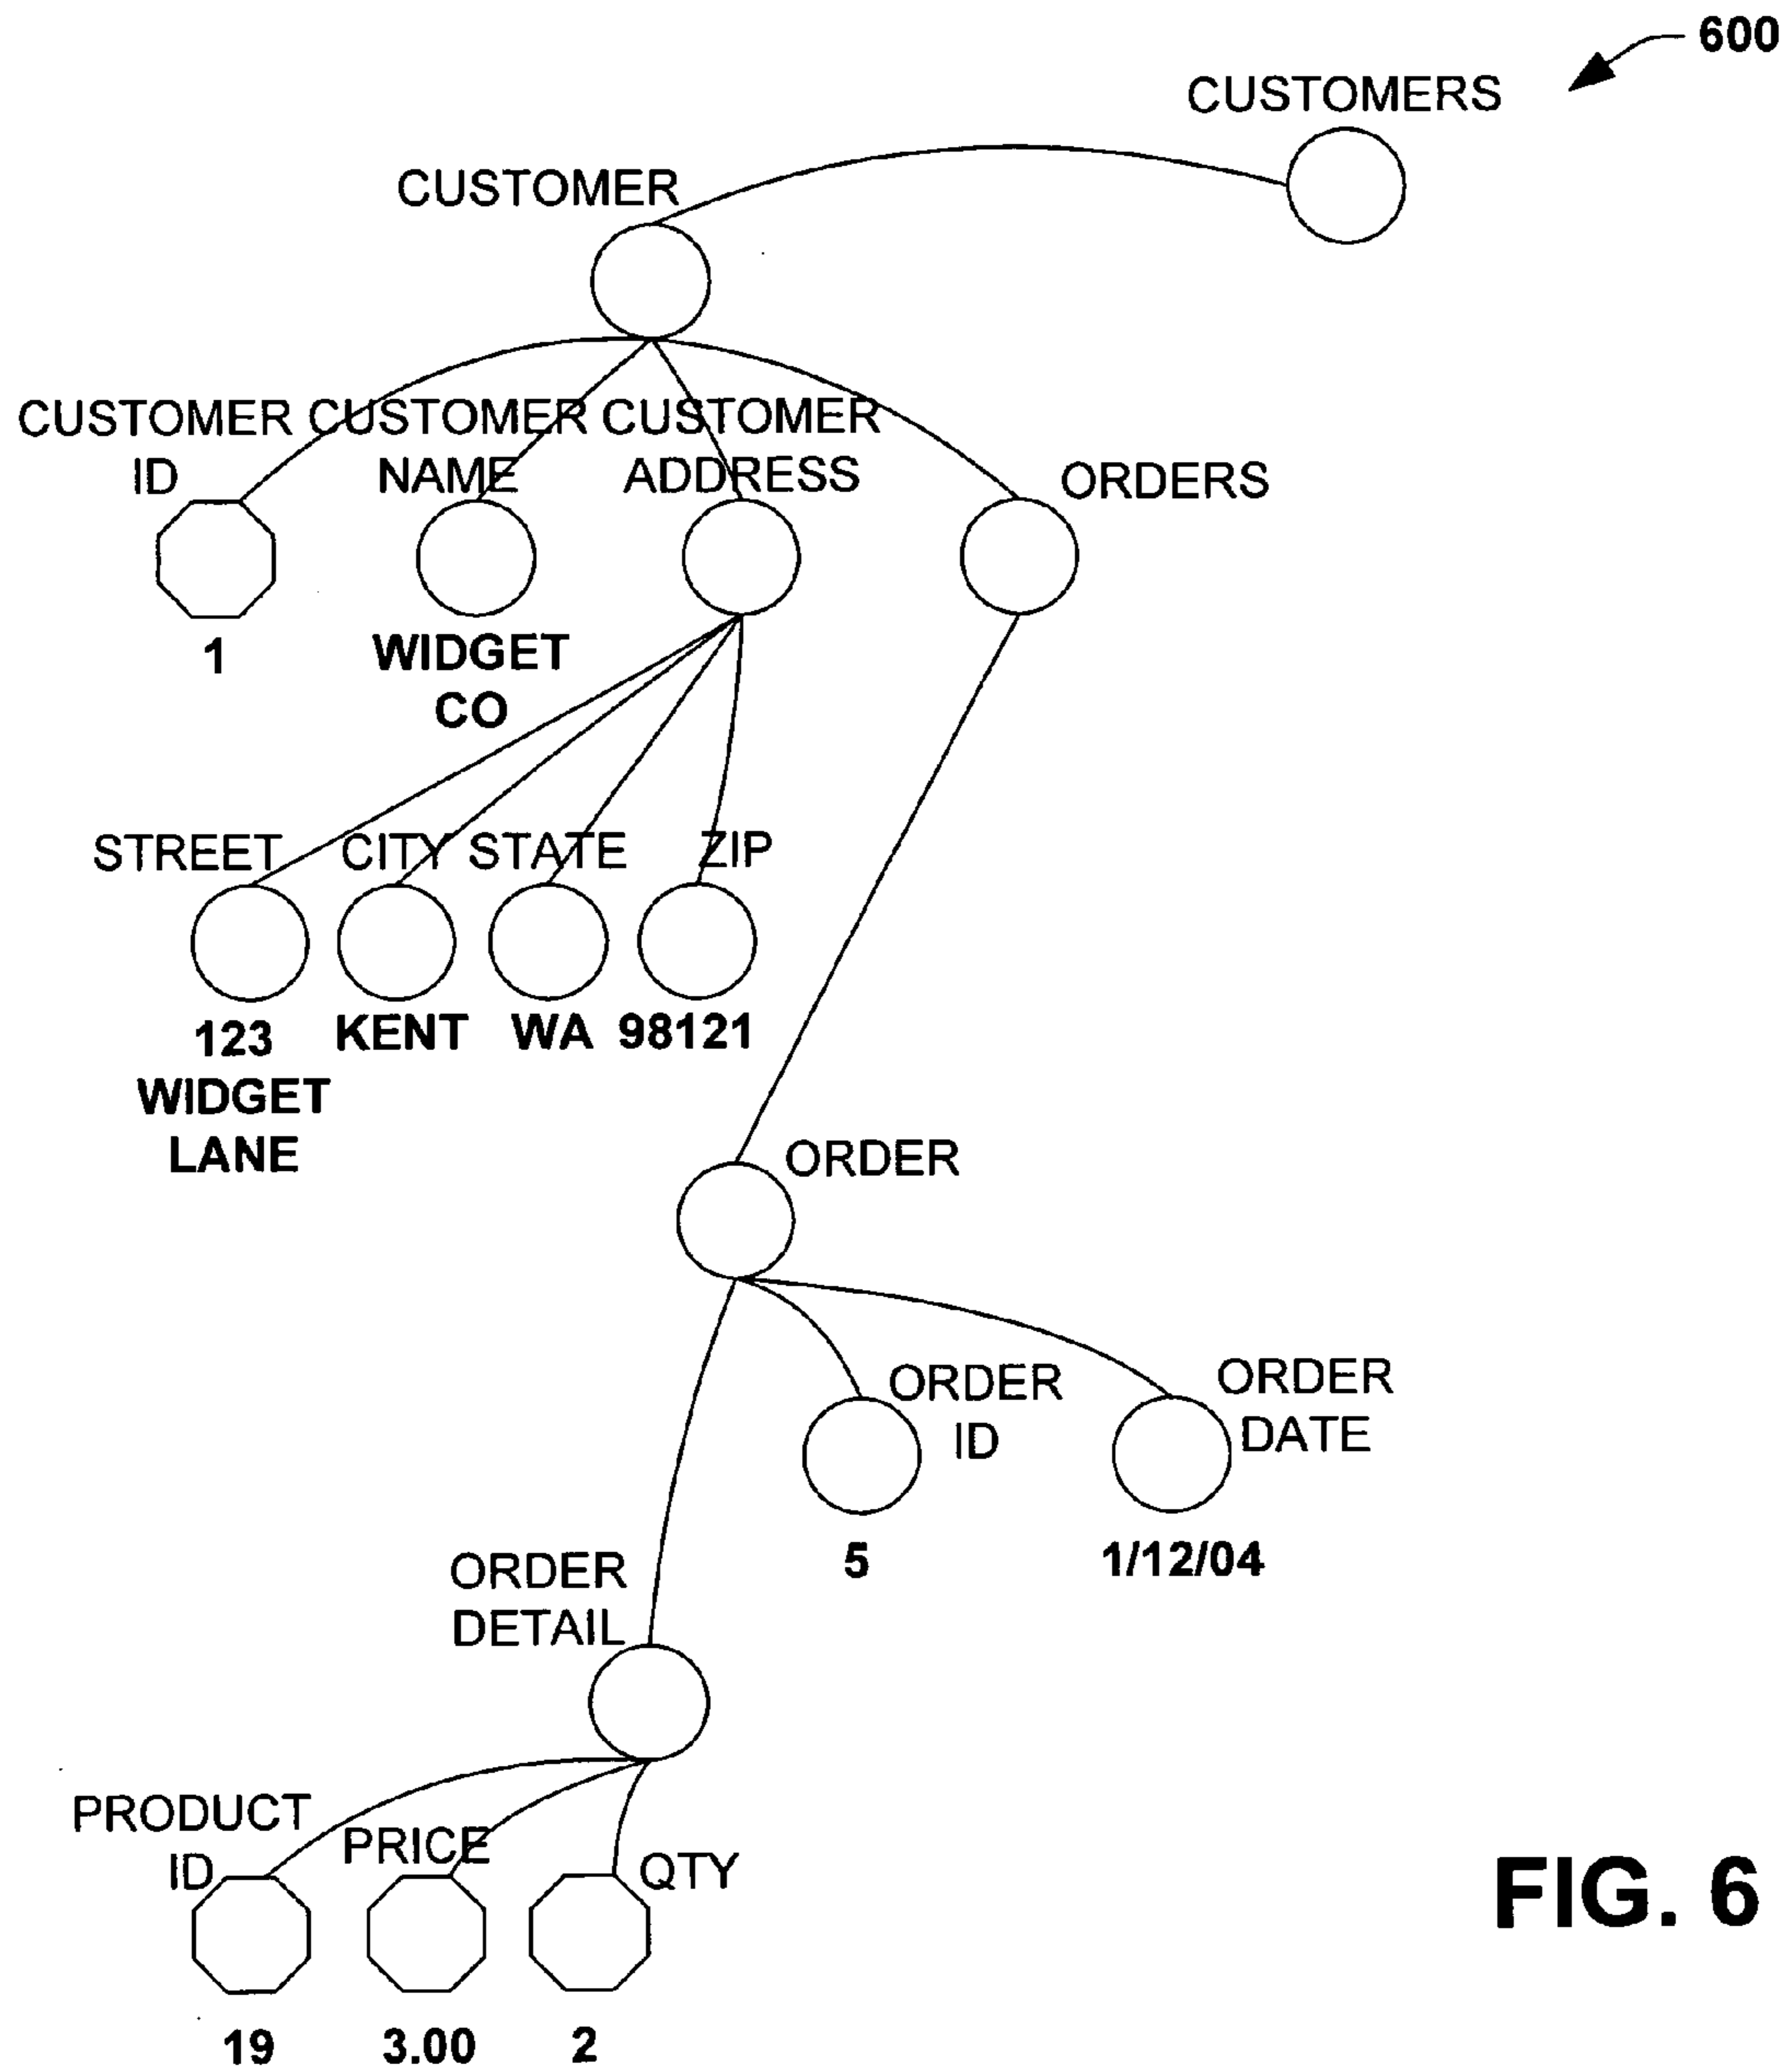 600
CUSTOMERS
CUSTOMER
CUSTOMER
ID
CUSTOMER
NAME
CUSTOMER
ADDRESS
ORDERS
1
WIDGET
CO
STREET
CITY
STATE
ZIP
123
WIDGET
LANE
KENT
WA
98121
ORDER
ORDER
ID
ORDER
DATE
5
1/12/04
ORDER
DETAIL
PRODUCT
ID
PRICE
QTY
19
3.00
2
FIG. 6